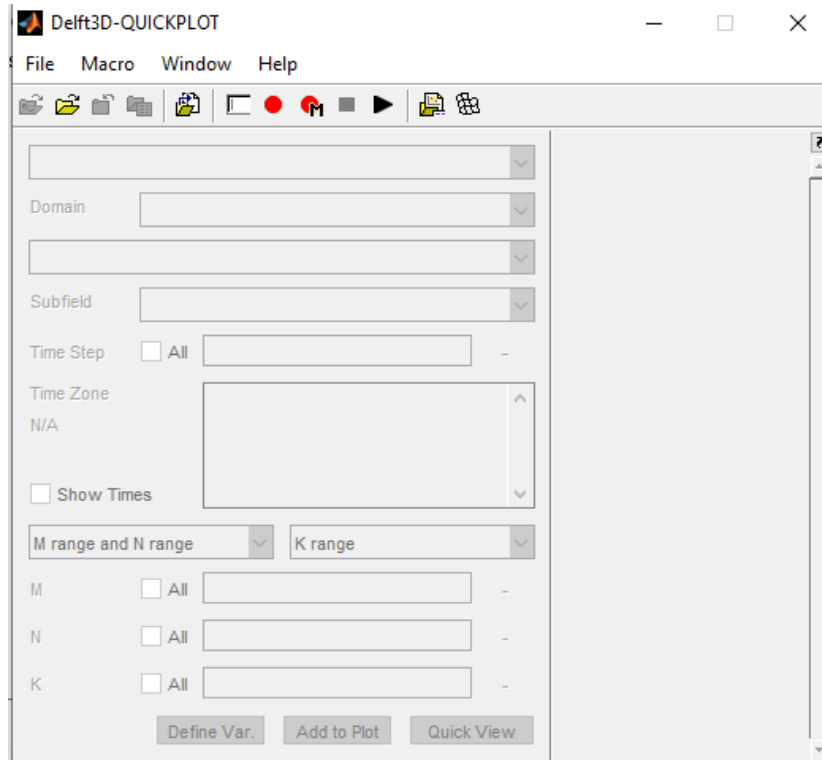 Delft3D-QUICKPLOT
File Macro Window Help
M
Domain
Subfield
Time Step All -
Time Zone
N/A
Show Times
M range and N range K range
M All -
N All -
K All -
Define Var. Add to Plot Quick View